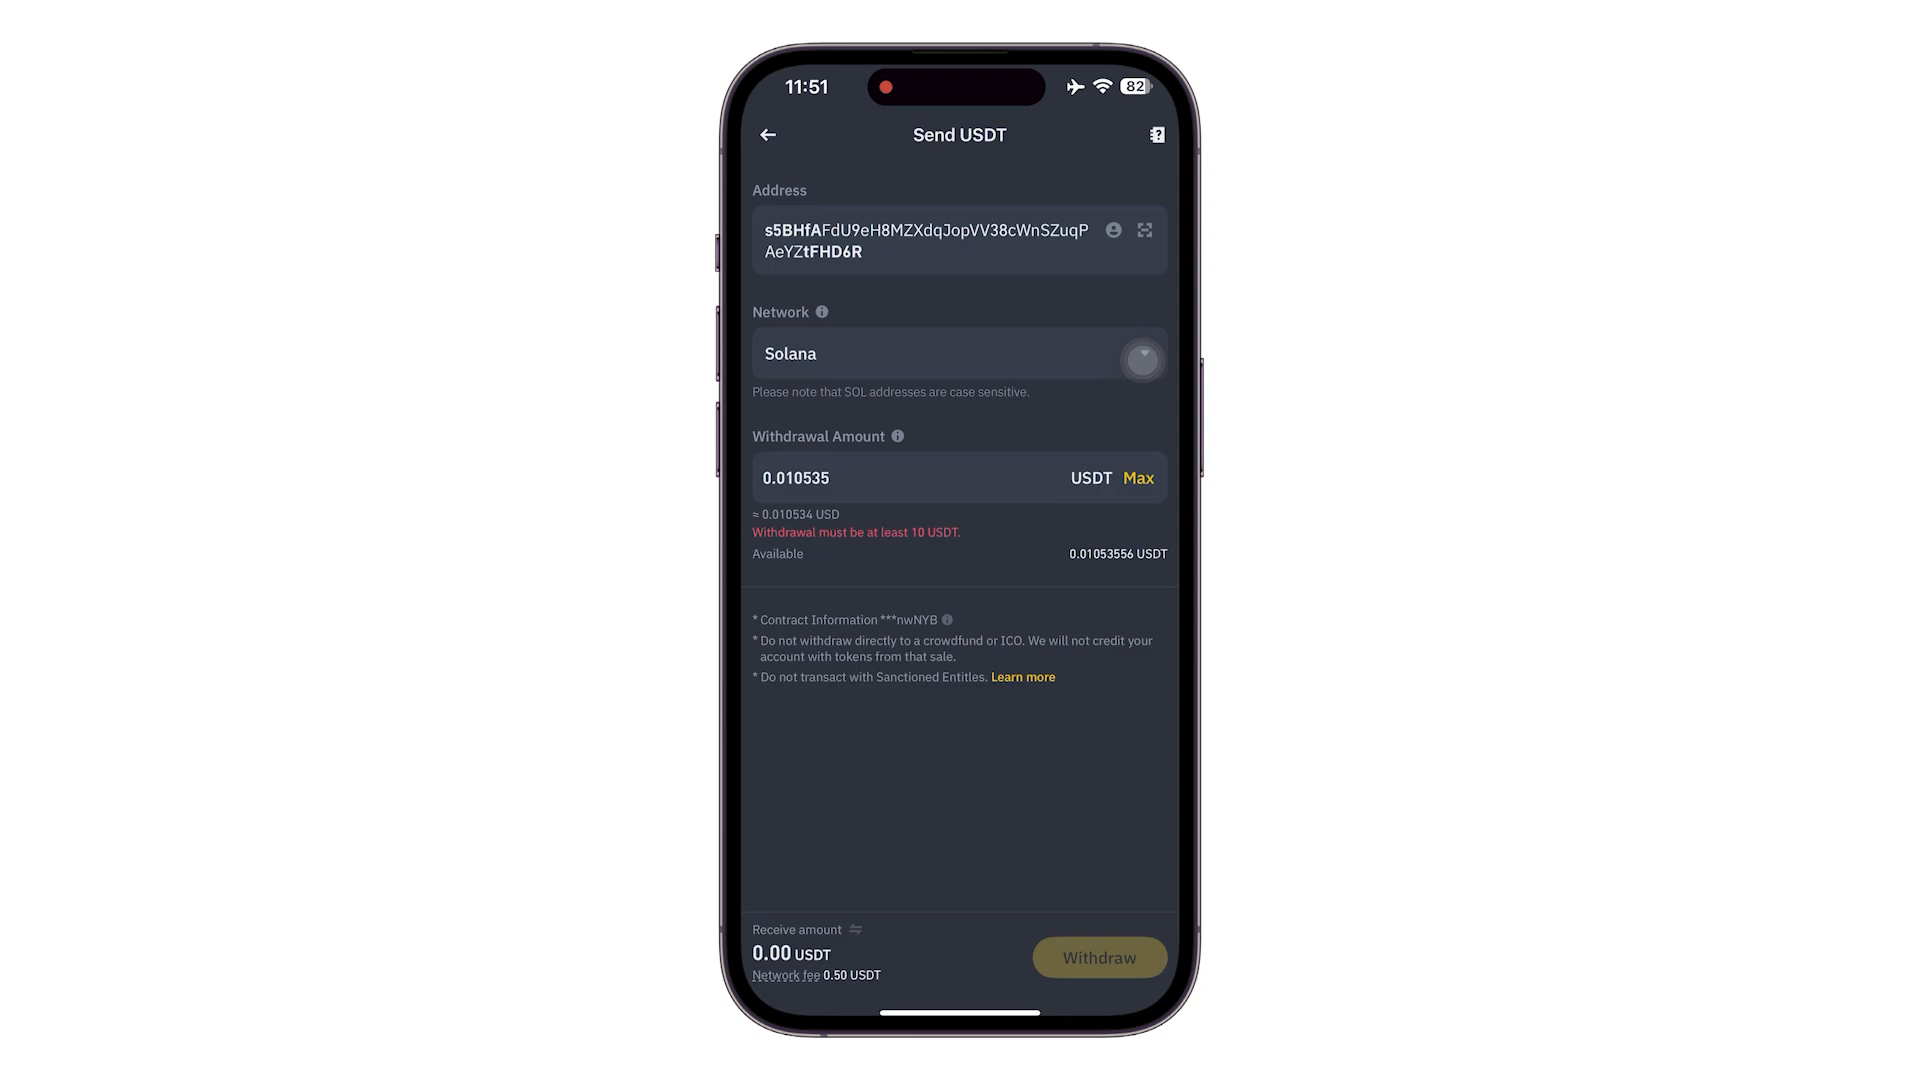 11:51
82
Send USDT
Address
s5BHfAFdU9eH8MZXdqJopVV38cWnSZuqP
AeYZtFHD6R
Network
Solana
Please note that SOL addresses are case sensitive.
Withdrawal Amount
0.010535 USDT Max
≈ 0.010534 USD
Withdrawal must be at least 10 USDT.
Available 0.01053556 USDT
* Contract Information ***nwNYB
* Do not withdraw directly to a crowdfund or ICO. We will not credit your
account with tokens from that sale.
* Do not transact with Sanctioned Entitles. Learn more
Receive amount
0.00 USDT
Network fee 0.50 USDT
Withdraw